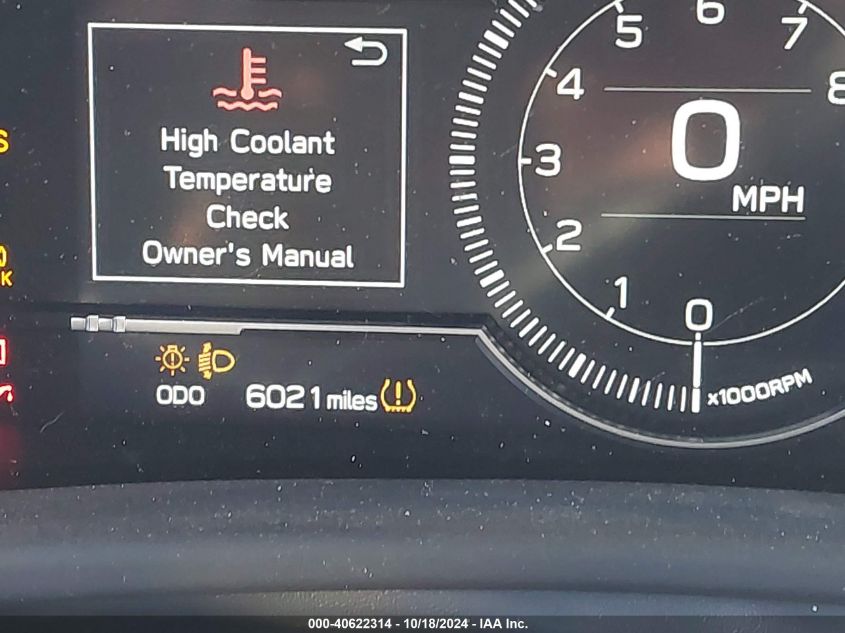 High Coolant
Temperature
Check
Owner's Manual
5 6 7
4 8
3
2
1
0
0
MPH
x1000RPM
ODO 6021 miles
S
K
000-40622314 - 10/18/2024 - IAA Inc.